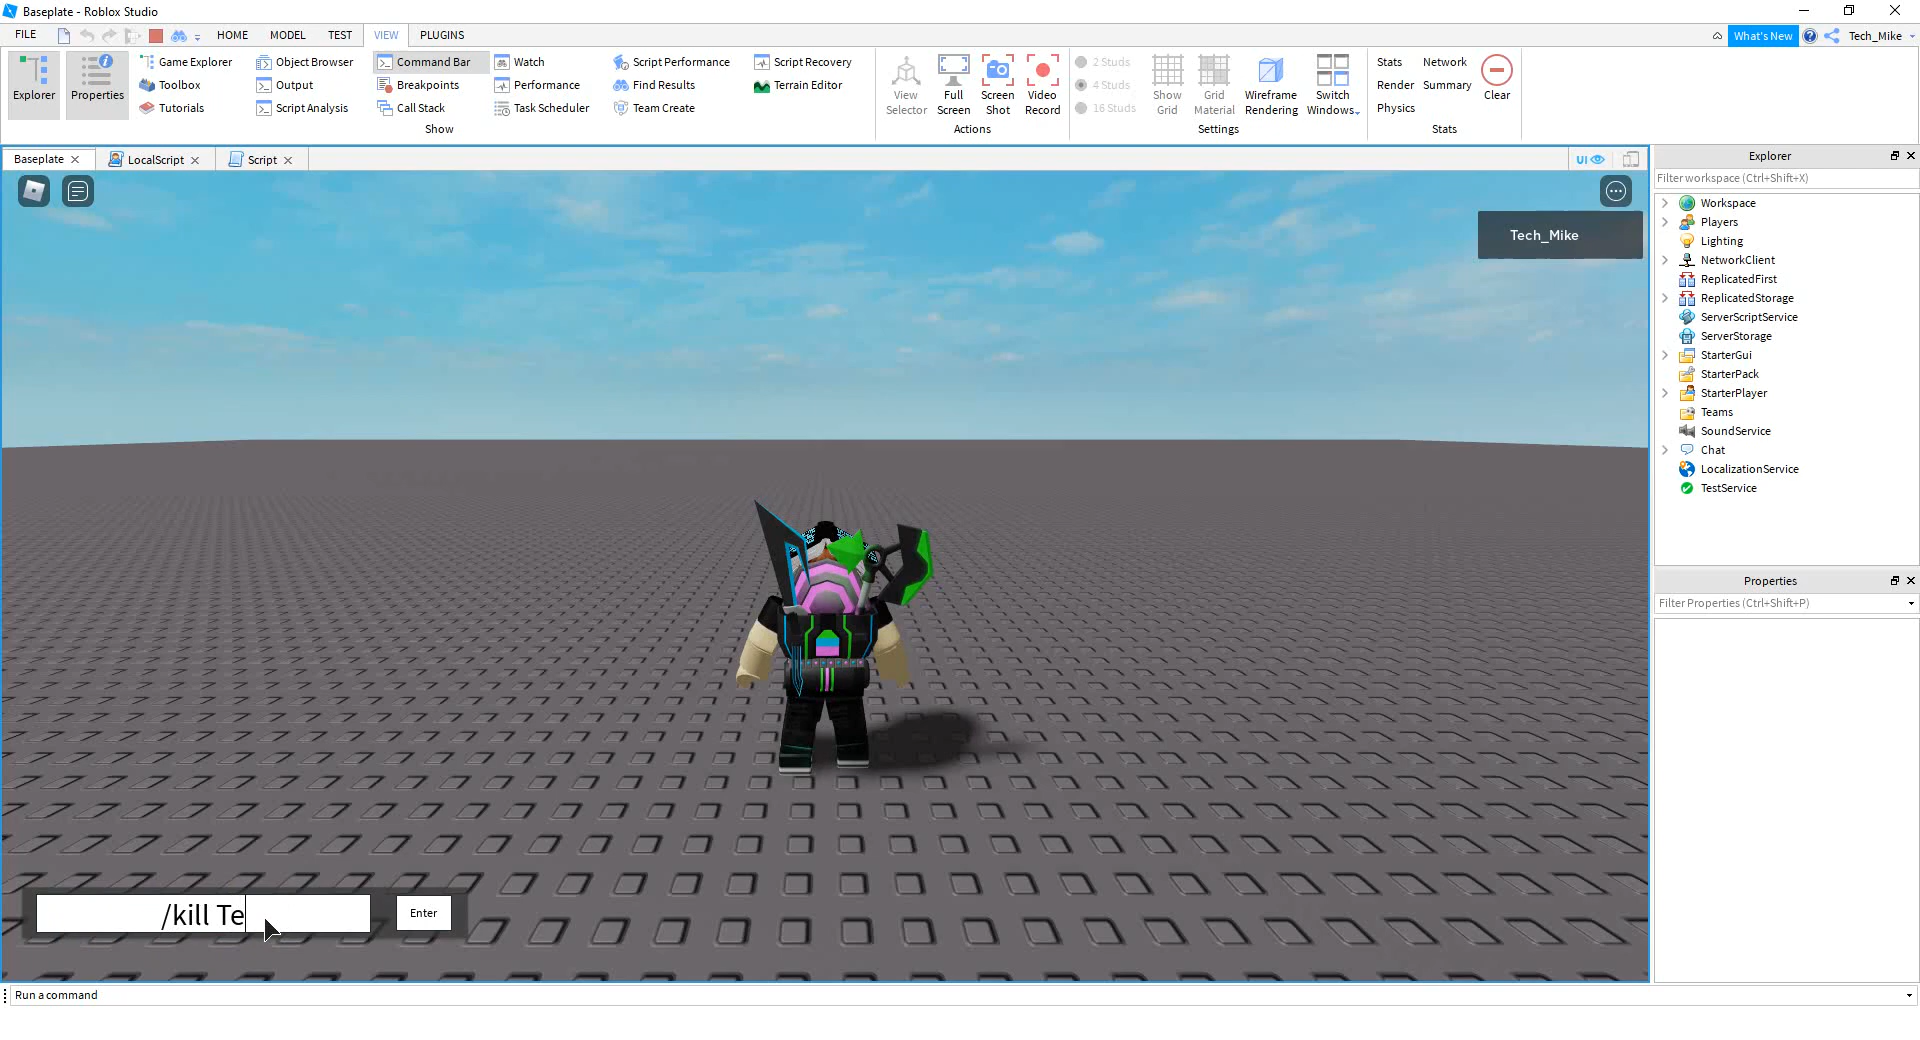 Baseplate - Roblox Studio
FILE HOME MODEL TEST VIEW PLUGINS What's New Tech_Mike
Explorer
Properties
Game Explorer
Toolbox
Tutorials
Object Browser
Output
Script Analysis
Command Bar
Breakpoints
Call Stack
Watch
Performance
Task Scheduler
Script Performance
Find Results
Team Create
Script Recovery
Terrain Editor
Show
View
Selector
Full
Screen
Screen
Shot
Video
Record
Actions
2 Studs
4 Studs
16 Studs
Show
Grid
Grid
Material
Wireframe
Rendering
Switch
Windows
Settings
Stats
Render
Physics
Network
Summary
Clear
Stats
Baseplate LocalScript Script UI
Tech_Mike
/kill Te
Enter
Explorer
Filter workspace (Ctrl+Shift+X)
Workspace
Players
Lighting
NetworkClient
ReplicatedFirst
ReplicatedStorage
ServerScriptService
ServerStorage
StarterGui
StarterPack
StarterPlayer
Teams
SoundService
Chat
LocalizationService
TestService
Properties
Filter Properties (Ctrl+Shift+P)
Run a command